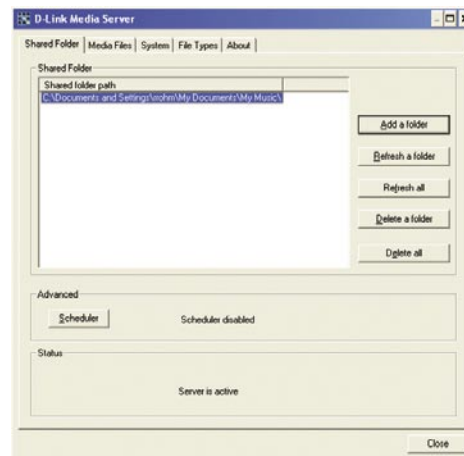 D-Link Media Server
Shared Folder Media Files System File Types About
Shared Folder
Shared folder path
C:\Documents and Settings\rrohm\My Documents\My Music\
Add a folder
Refresh a folder
Refresh all
Delete a folder
Delete all
Advanced
Scheduler Scheduler disabled
Status
Server is active
Close